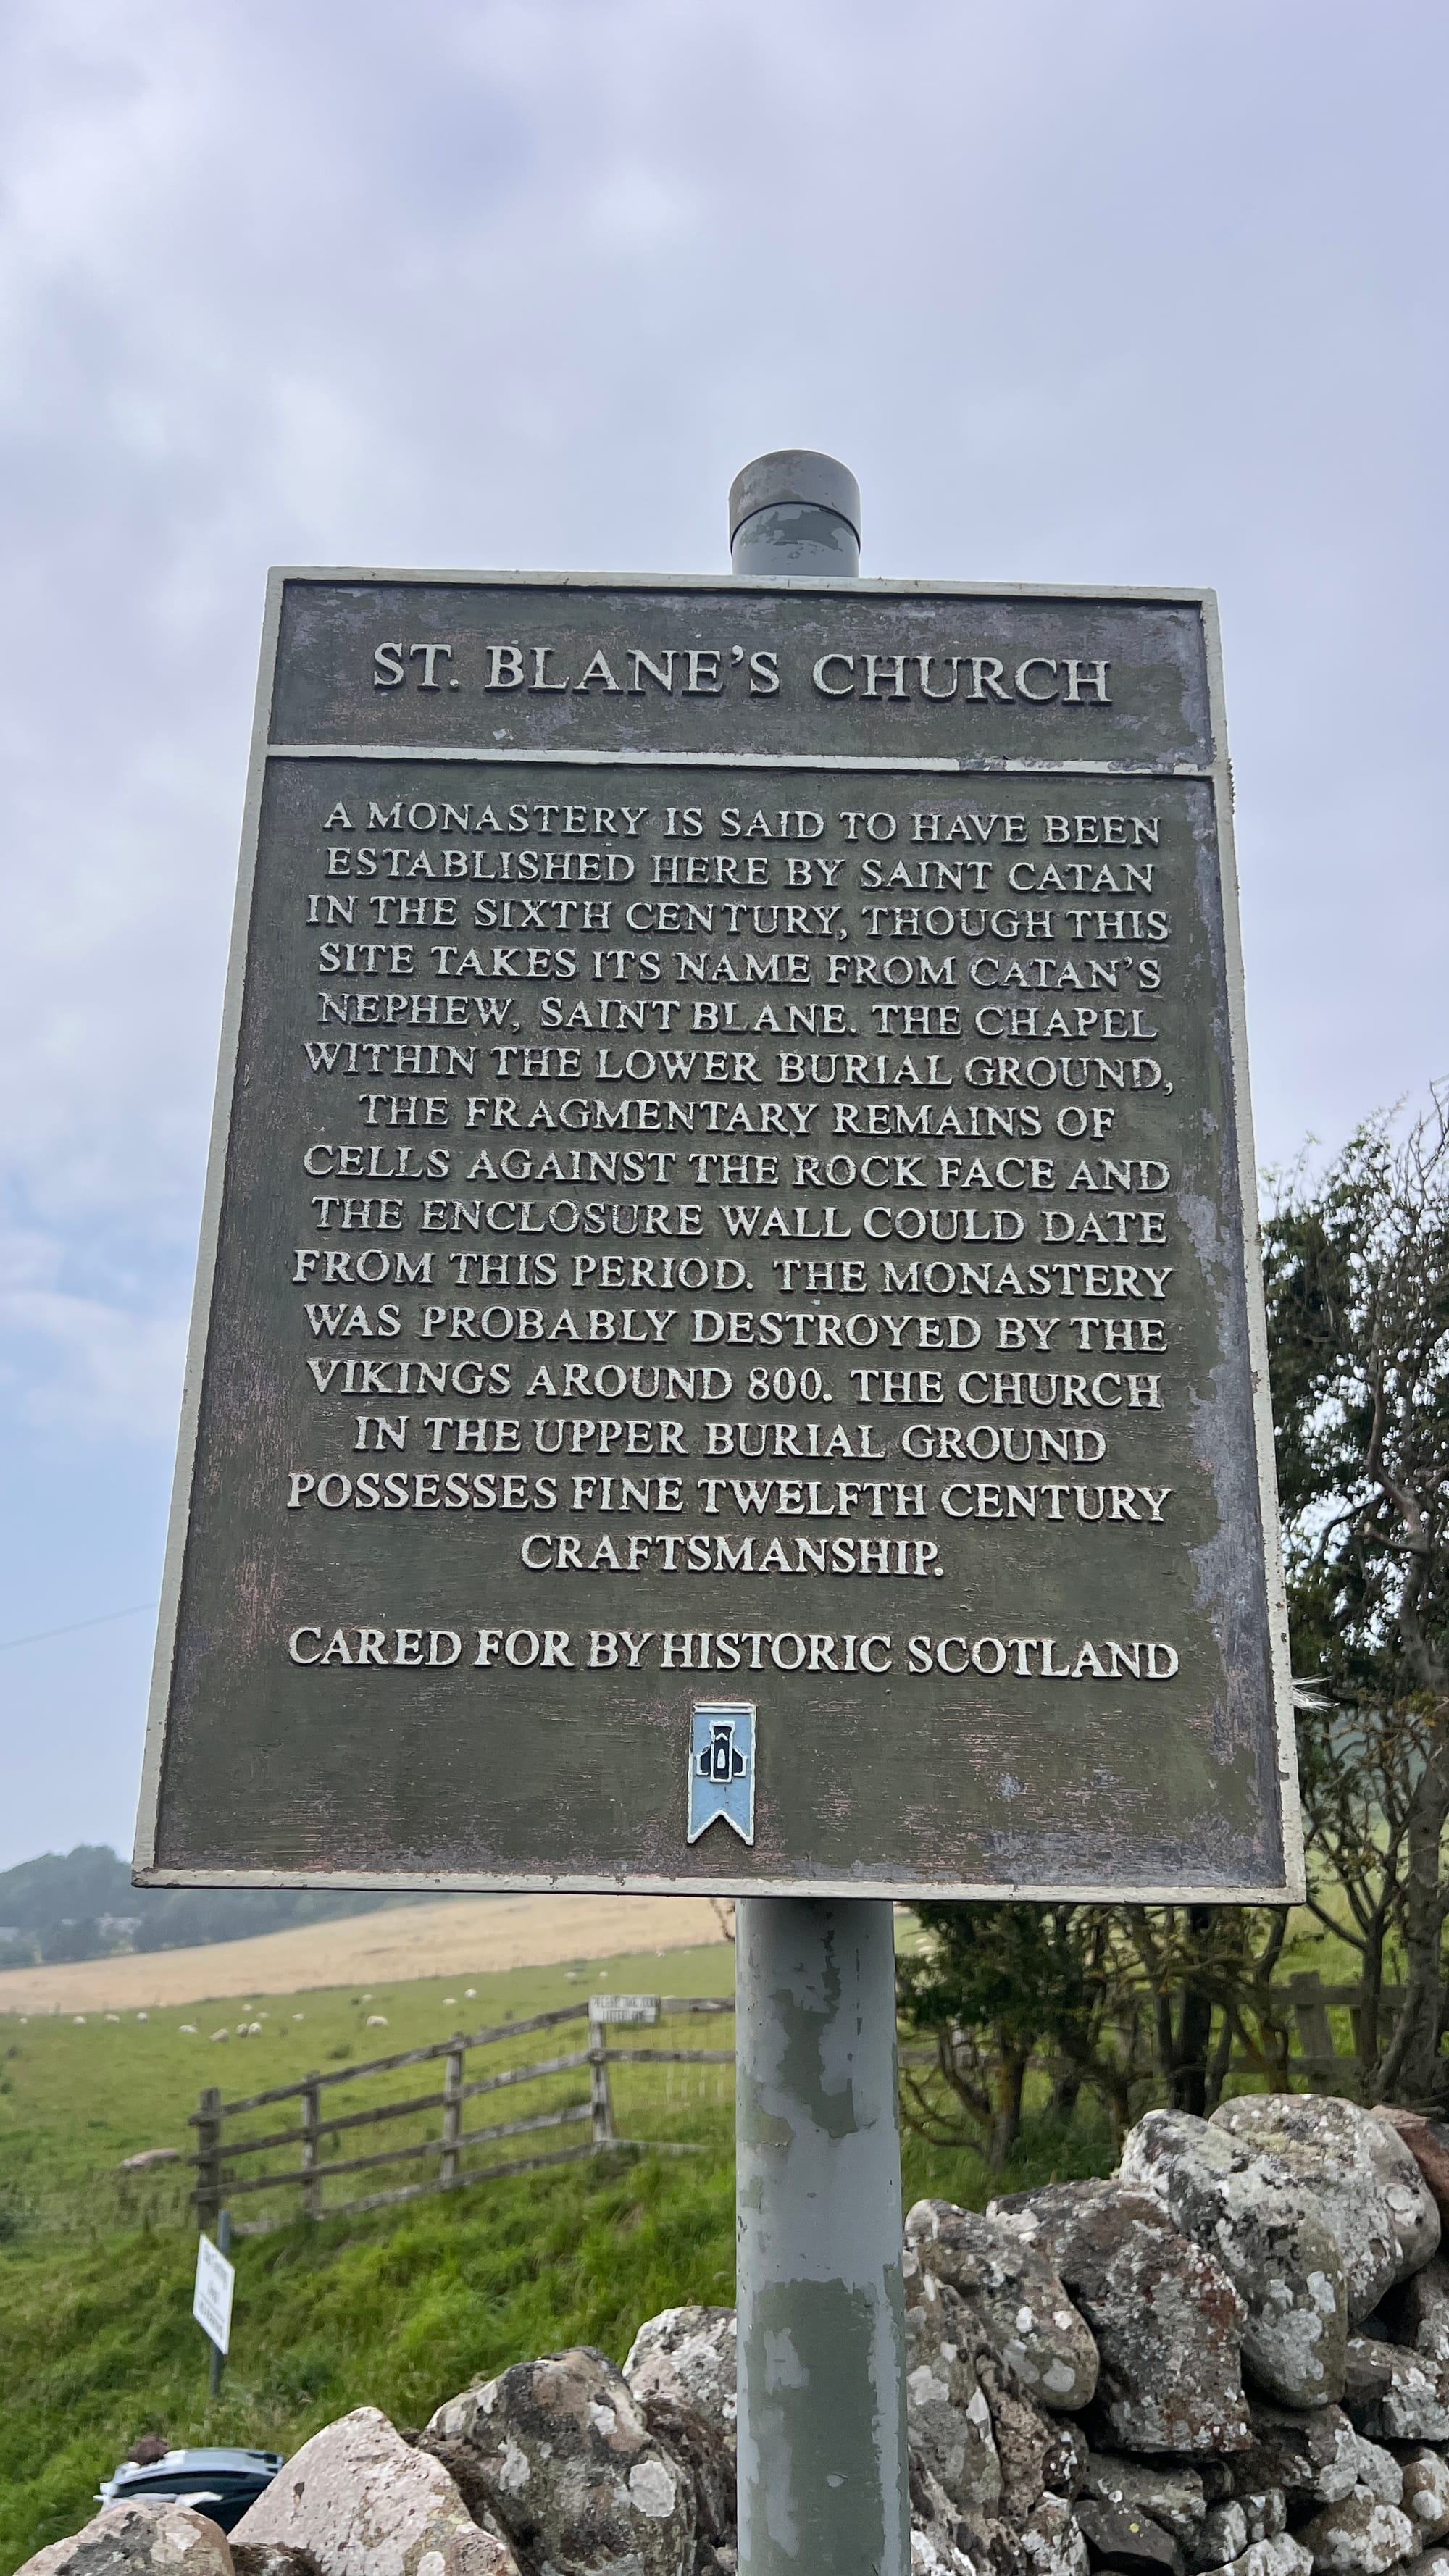 ST. BLANE'S CHURCH
A MONASTERY IS SAID TO HAVE BEEN
ESTABLISHED HERE BY SAINT CATAN
IN THE SIXTH CENTURY, THOUGH THIS
SITE TAKES ITS NAME FROM CATAN'S
NEPHEW, SAINT BLANE. THE CHAPEL
WITHIN THE LOWER BURIAL GROUND,
THE FRAGMENTARY REMAINS OF
CELLS AGAINST THE ROCK FACE AND
THE ENCLOSURE WALL COULD DATE
FROM THIS PERIOD. THE MONASTERY
WAS PROBABLY DESTROYED BY THE
VIKINGS AROUND 800. THE CHURCH
IN THE UPPER BURIAL GROUND
POSSESSES FINE TWELFTH CENTURY
CRAFTSMANSHIP.
CARED FOR BY HISTORIC SCOTLAND